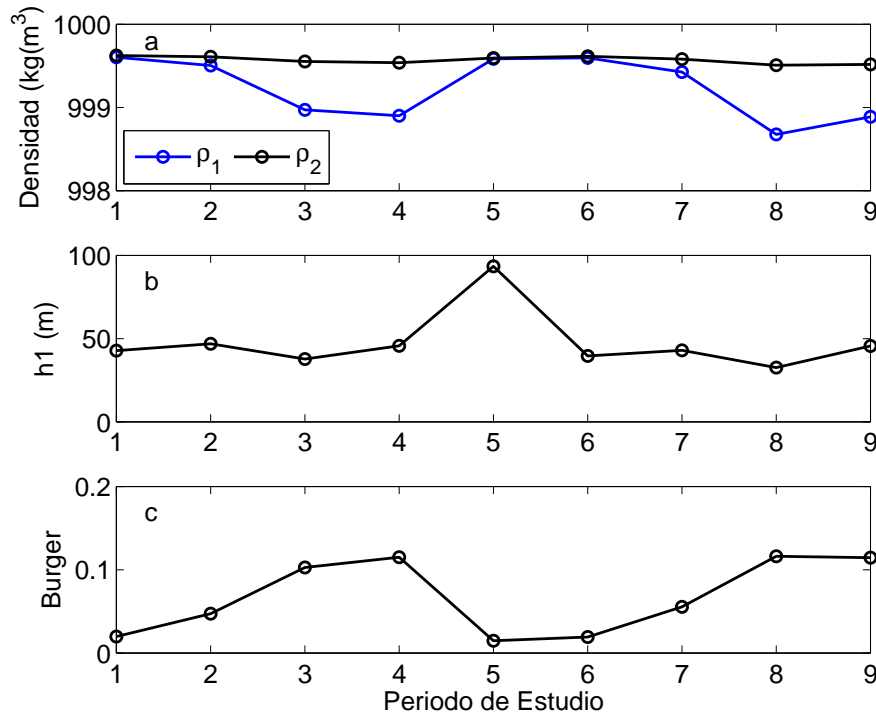 1000
999
998
Densidad (kg(m³)
a
ρ₁ ρ₂
1 2 3 4 5 6 7 8 9
100
50
0
h1 (m)
b
1 2 3 4 5 6 7 8 9
0.2
0.1
0
Burger
c
1 2 3 4 5 6 7 8 9
Periodo de Estudio